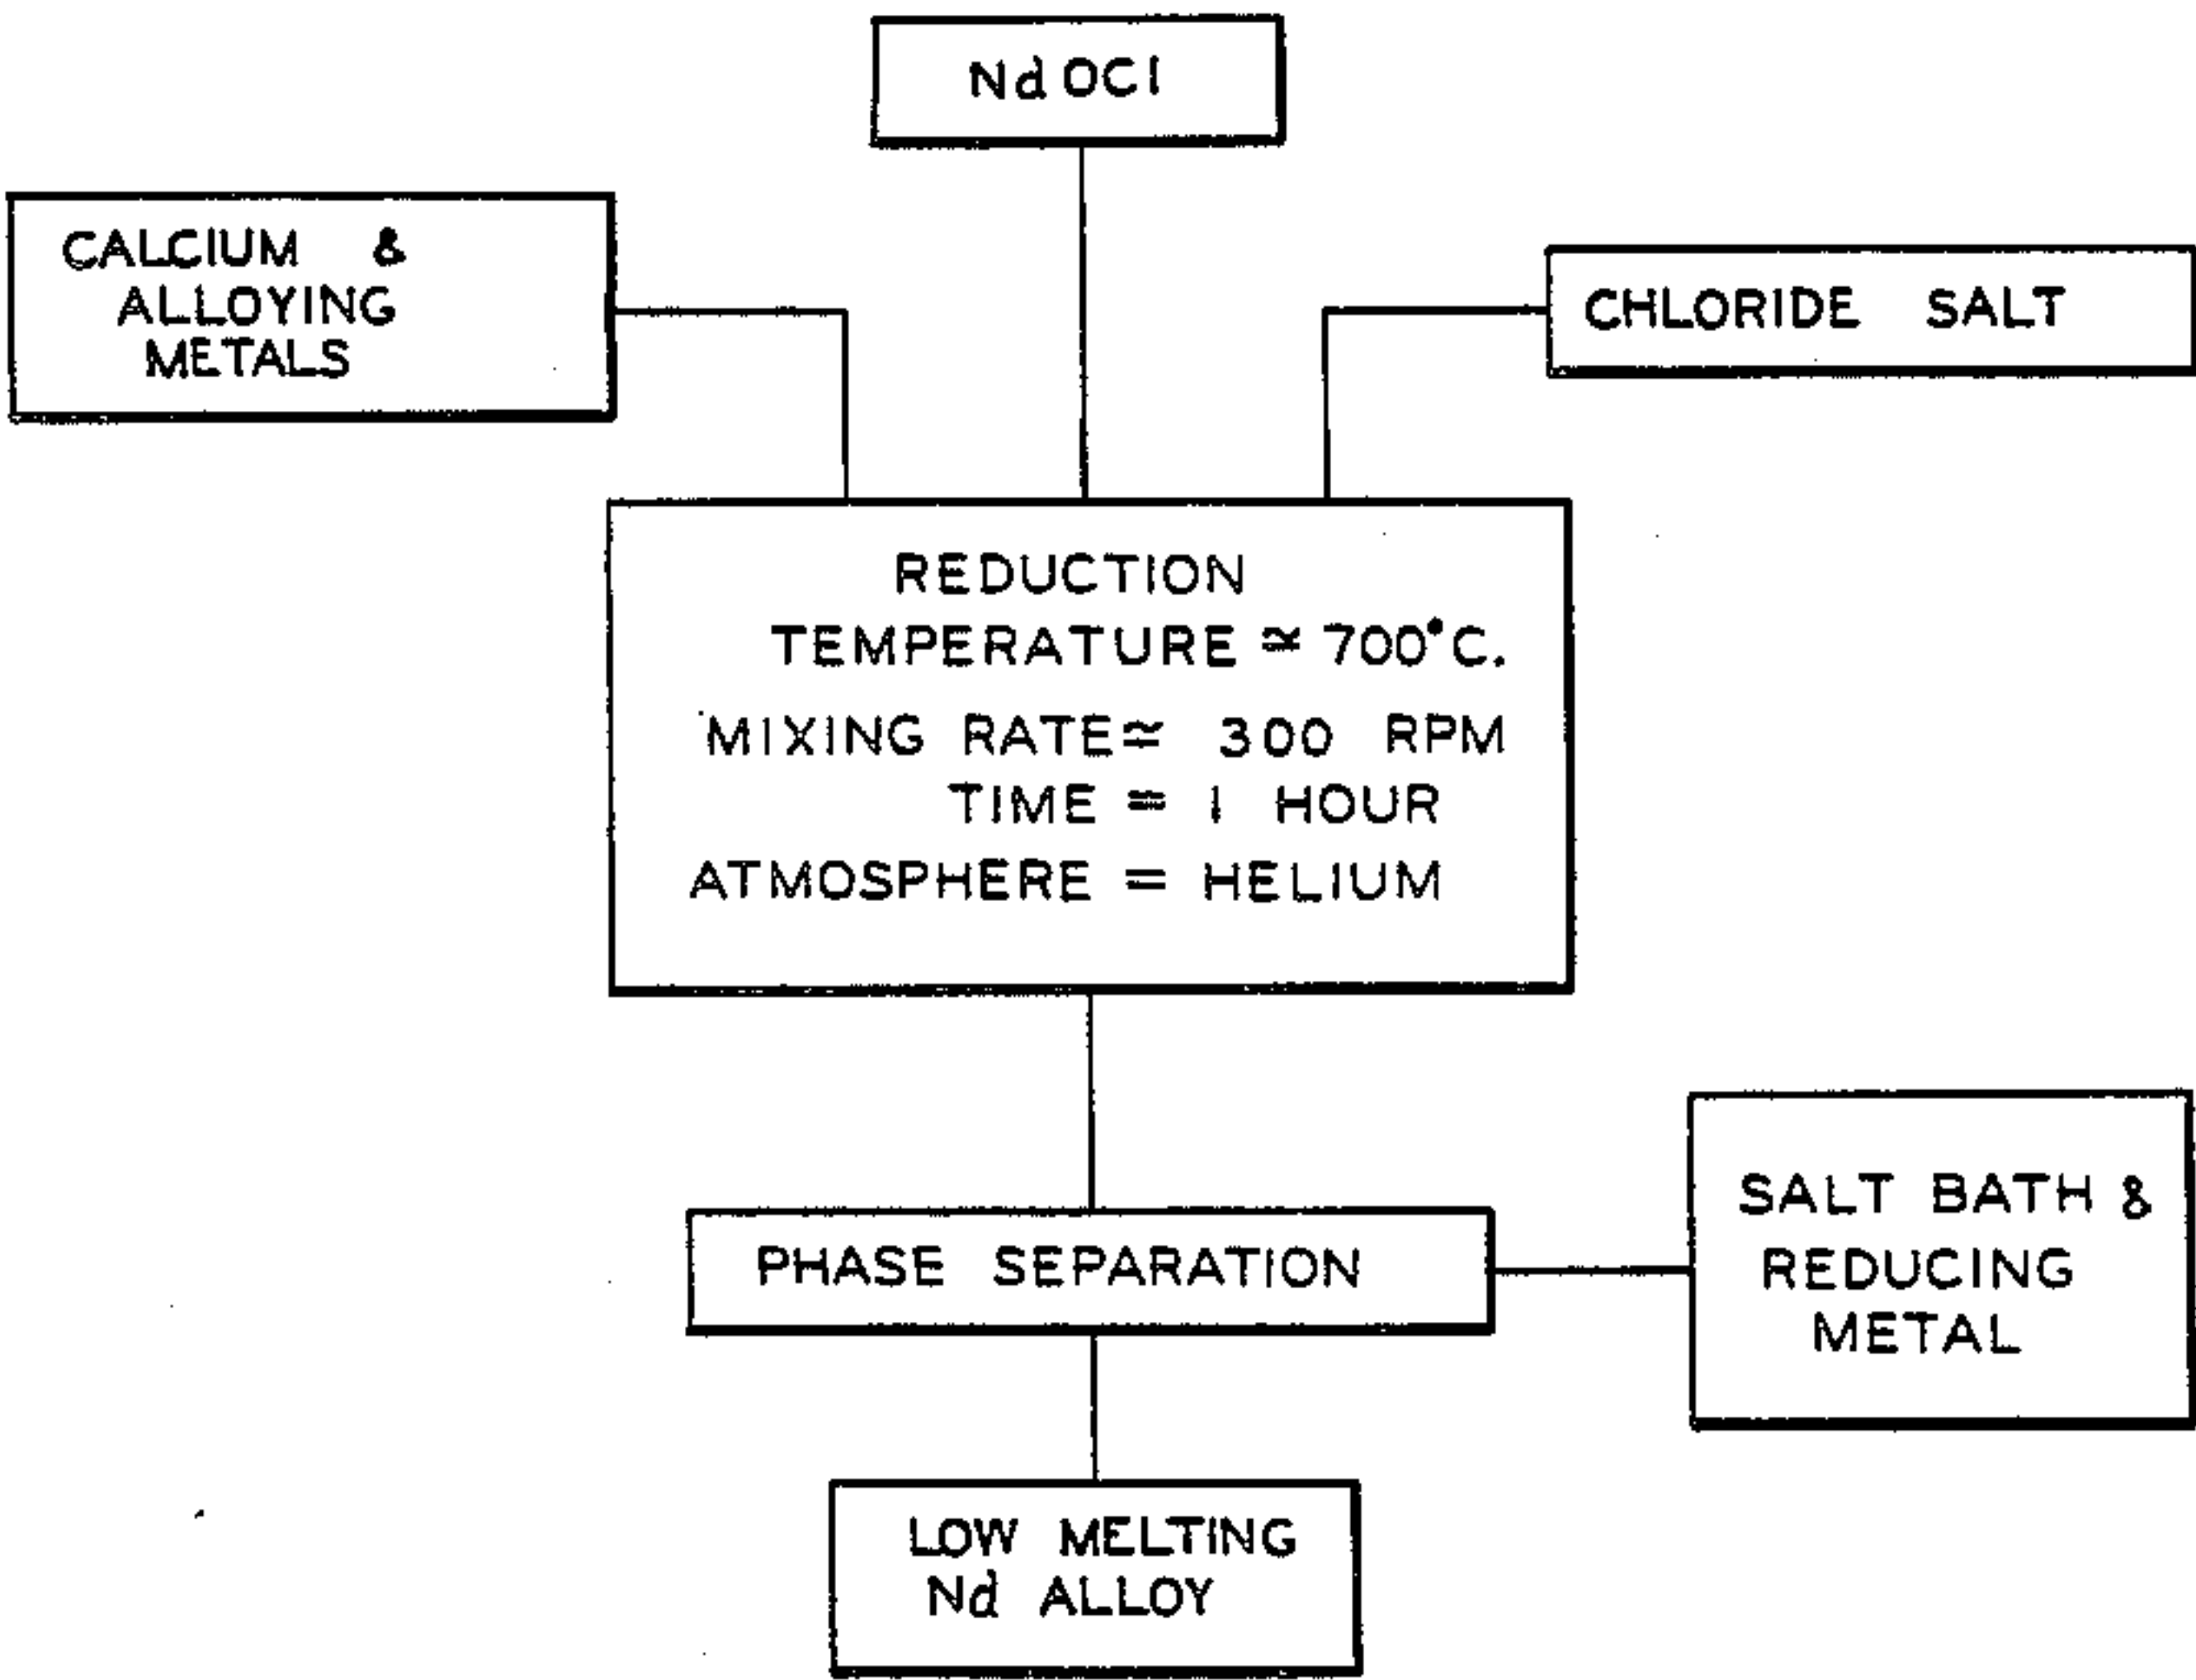 Nd OCl
CALCIUM &
ALLOYING
METALS
CHLORIDE SALT
REDUCTION
TEMPERATURE ≃ 700°C.
MIXING RATE ≃ 300 RPM
TIME = 1 HOUR
ATMOSPHERE = HELIUM
PHASE SEPARATION
SALT BATH &
REDUCING
METAL
LOW MELTING
Nd ALLOY